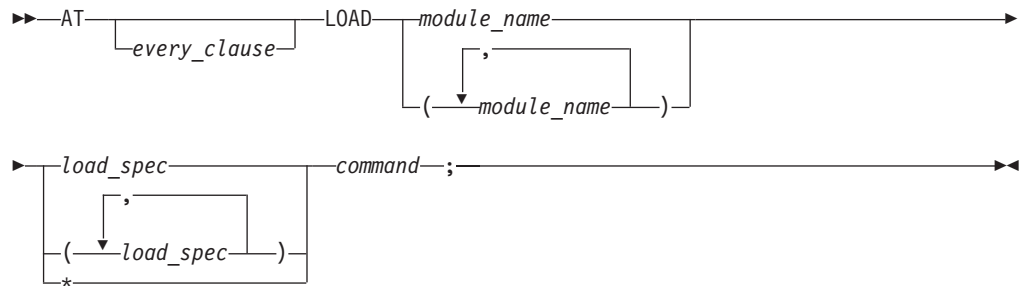 AT LOAD module_name
every_clause ,
( module_name )
load_spec command ;
,
( load_spec )
*